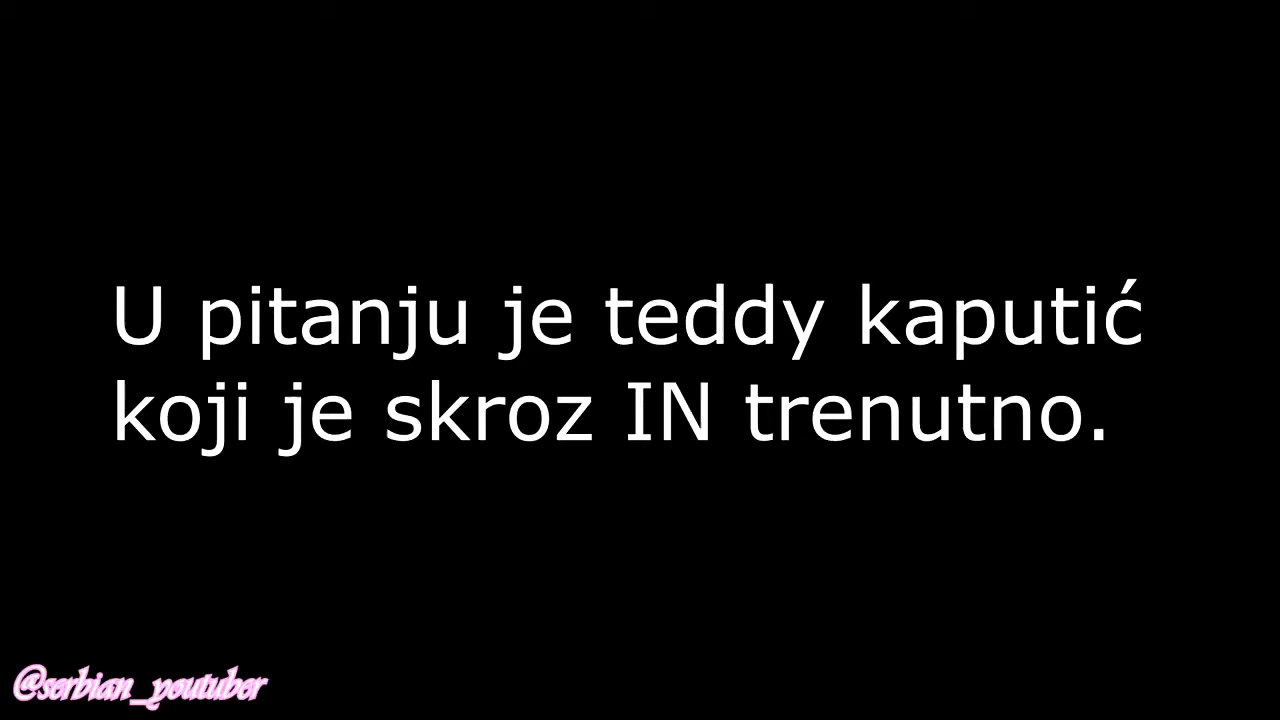 U pitanju je teddy kaputić
koji je skroz IN trenutno.
@serbian_youtuber